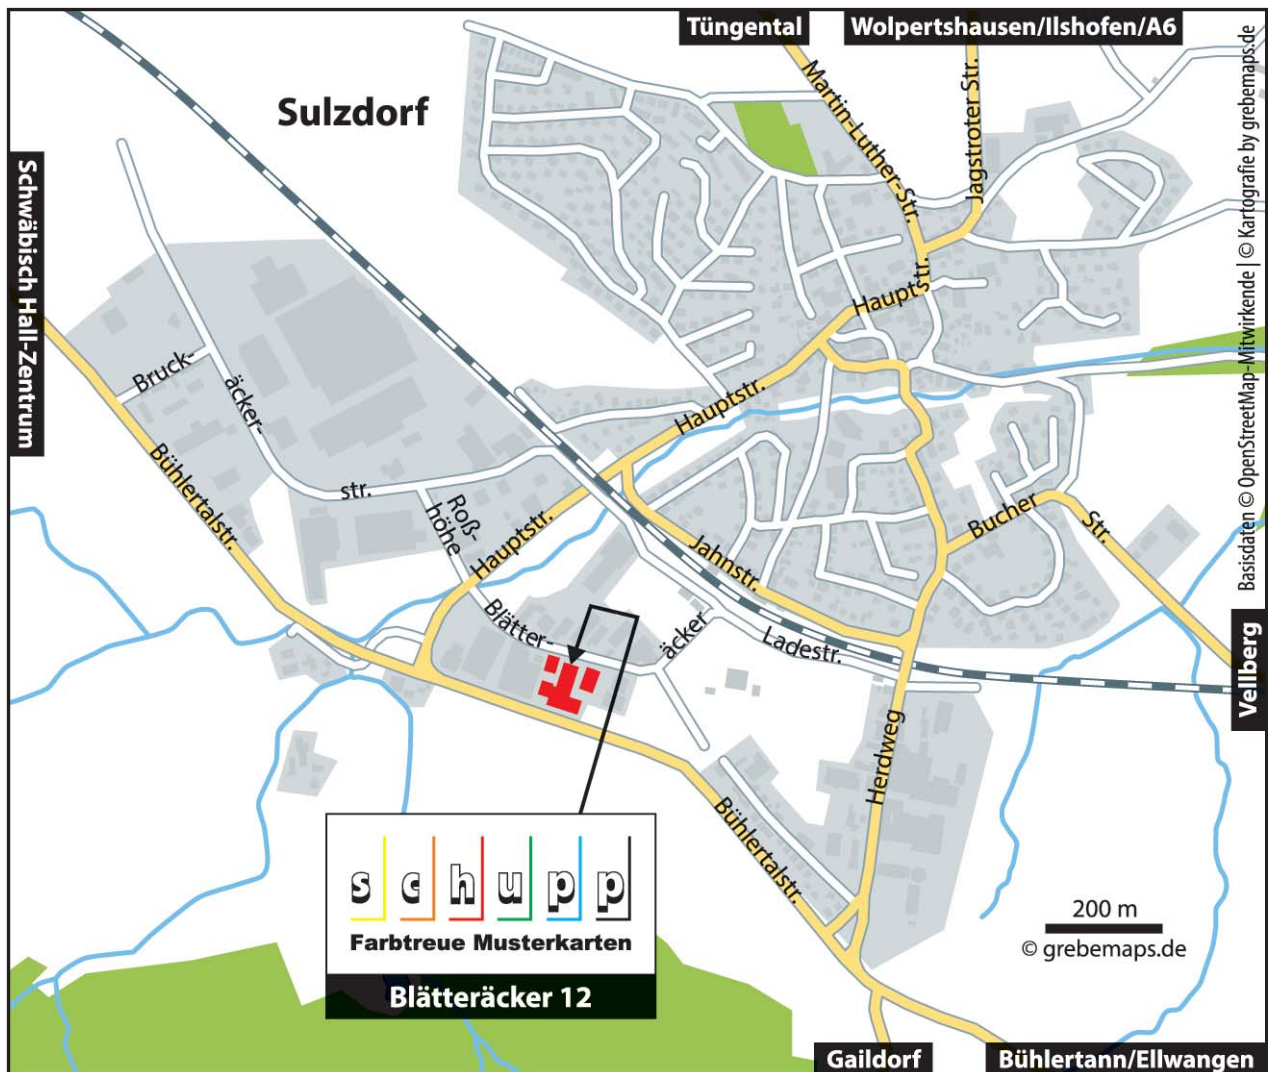 Tüngental
Wolpertshausen/Ilshofen/A6
Sulzdorf
Martin-Luther-Str.
Jagstroter Str.
Schwäbisch Hall-Zentrum
Hauptstr.
Bruck-
äcker-
str.
Hauptstr.
Bühlertalstr.
Roß-
höhe
Hauptstr.
Bucher
Str.
Jahnstr.
Blätter-
äcker
Ladestr.
Vellberg
Herdweg
Bühlertalstr.
schupp
Farbtreue Musterkarten
Blätteräcker 12
200 m
© grebemaps.de
Gaildorf
Bühlertann/Ellwangen
Basisdaten © OpenStreetMap-Mitwirkende | © Kartografie by grebemaps.de